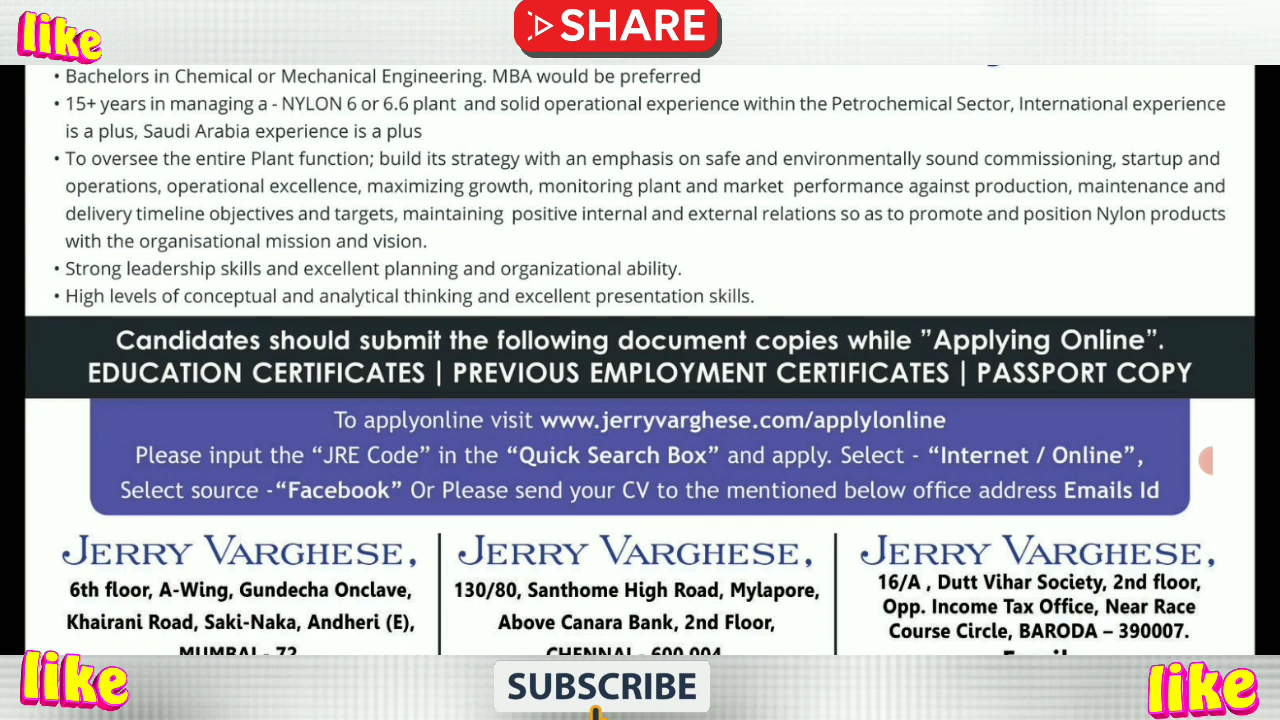 like
SHARE
• Bachelors in Chemical or Mechanical Engineering. MBA would be preferred
• 15+ years in managing a - NYLON 6 or 6.6 plant and solid operational experience within the Petrochemical Sector, International experience
is a plus, Saudi Arabia experience is a plus
• To oversee the entire Plant function; build its strategy with an emphasis on safe and environmentally sound commissioning, startup and
operations, operational excellence, maximizing growth, monitoring plant and market performance against production, maintenance and
delivery timeline objectives and targets, maintaining positive internal and external relations so as to promote and position Nylon products
with the organisational mission and vision.
• Strong leadership skills and excellent planning and organizational ability.
• High levels of conceptual and analytical thinking and excellent presentation skills.
Candidates should submit the following document copies while "Applying Online".
EDUCATION CERTIFICATES | PREVIOUS EMPLOYMENT CERTIFICATES | PASSPORT COPY
To applyonline visit www.jerryvarghese.com/applylonline
Please input the “JRE Code” in the “Quick Search Box” and apply. Select - “Internet / Online”,
Select source -“Facebook” Or Please send your CV to the mentioned below office address Emails Id
JERRY VARGHESE,
6th floor, A-Wing, Gundecha Onclave,
Khairani Road, Saki-Naka, Andheri (E),
MUMBAI - 72
JERRY VARGHESE,
130/80, Santhome High Road, Mylapore,
Above Canara Bank, 2nd Floor,
CHENNAI - 600 004
JERRY VARGHESE,
16/A , Dutt Vihar Society, 2nd floor,
Opp. Income Tax Office, Near Race
Course Circle, BARODA – 390007.
like
SUBSCRIBE
like